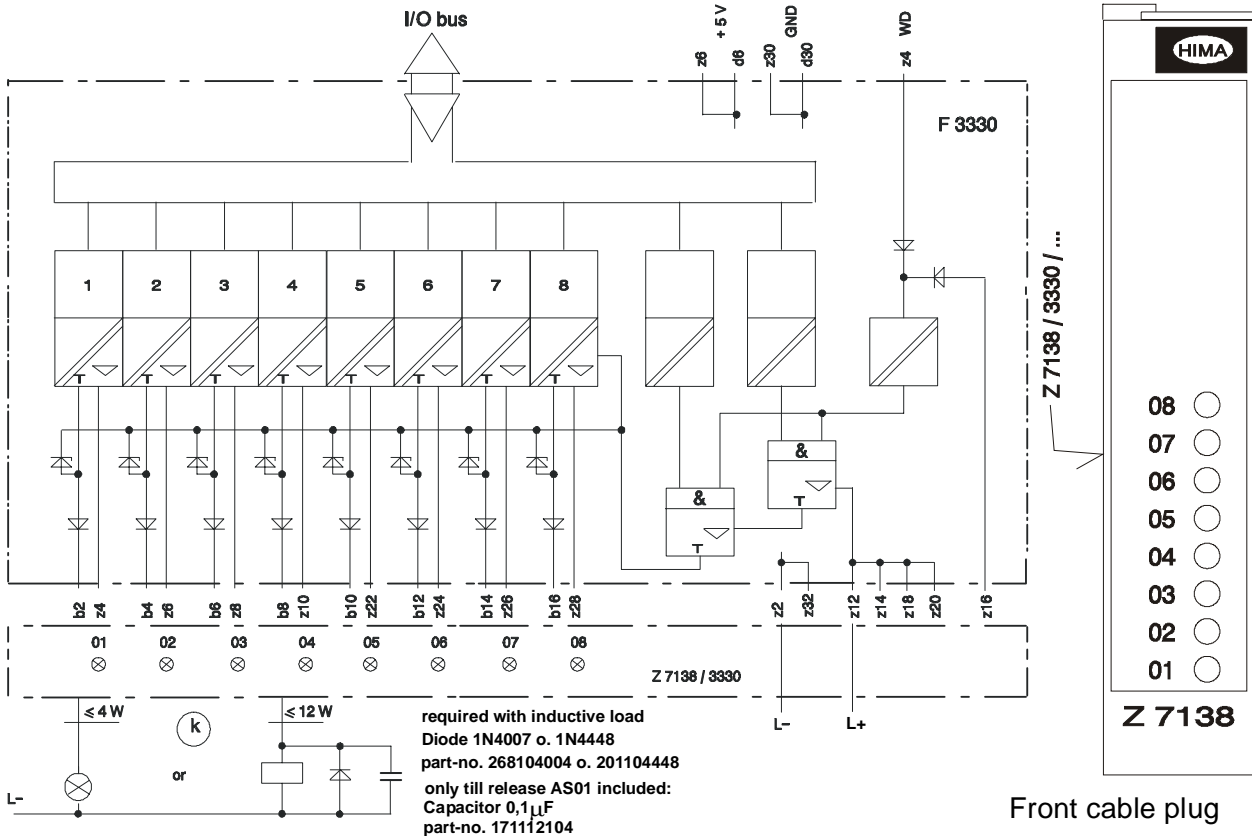 I/O bus
+ 5 V
GND
WD
z6
d6
z30
d30
z4
HIMA
F 3330
1 2 3 4 5 6 7 8
T T T T T T T T
Z 7138 / 3330 / ...
&
T
&
T
b2 z4 b4 z6 b6 z8 b8 z10 b10 z22 b12 z24 b14 z26 b16 z28 z2 z32 z12 z14 z18 z20 z16
01 02 03 04 05 06 07 08
Z 7138 / 3330
08
07
06
05
04
03
02
01
Z 7138
≤ 4 W
k
or
≤ 12 W
L-
L-
L+
required with inductive load
Diode 1N4007 o. 1N4448
part-no. 268104004 o. 201104448
only till release AS01 included:
Capacitor 0,1µF
part-no. 171112104
Front cable plug